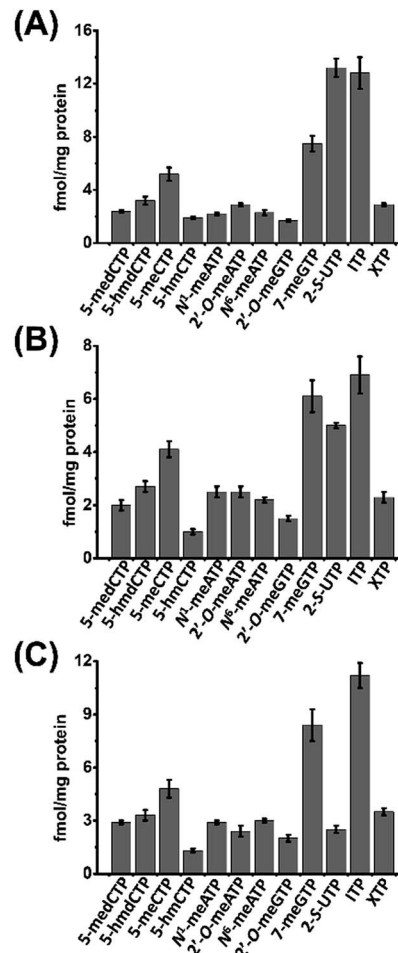 (A)
16
12
8
4
0
fmol/mg protein
5-medCTP
5-hmdCTP
5-meCTP
5-hmCTP
N¹-meATP
2'-O-meATP
N⁶-meATP
2'-O-meGTP
7-meGTP
2-S-UTP
ITP
XTP
(B)
8
6
4
2
0
fmol/mg protein
5-medCTP
5-hmdCTP
5-meCTP
5-hmCTP
N¹-meATP
2'-O-meATP
N⁶-meATP
2'-O-meGTP
7-meGTP
2-S-UTP
ITP
XTP
(C)
12
9
6
3
0
fmol/mg protein
5-medCTP
5-hmdCTP
5-meCTP
5-hmCTP
N¹-meATP
2'-O-meATP
N⁶-meATP
2'-O-meGTP
7-meGTP
2-S-UTP
ITP
XTP